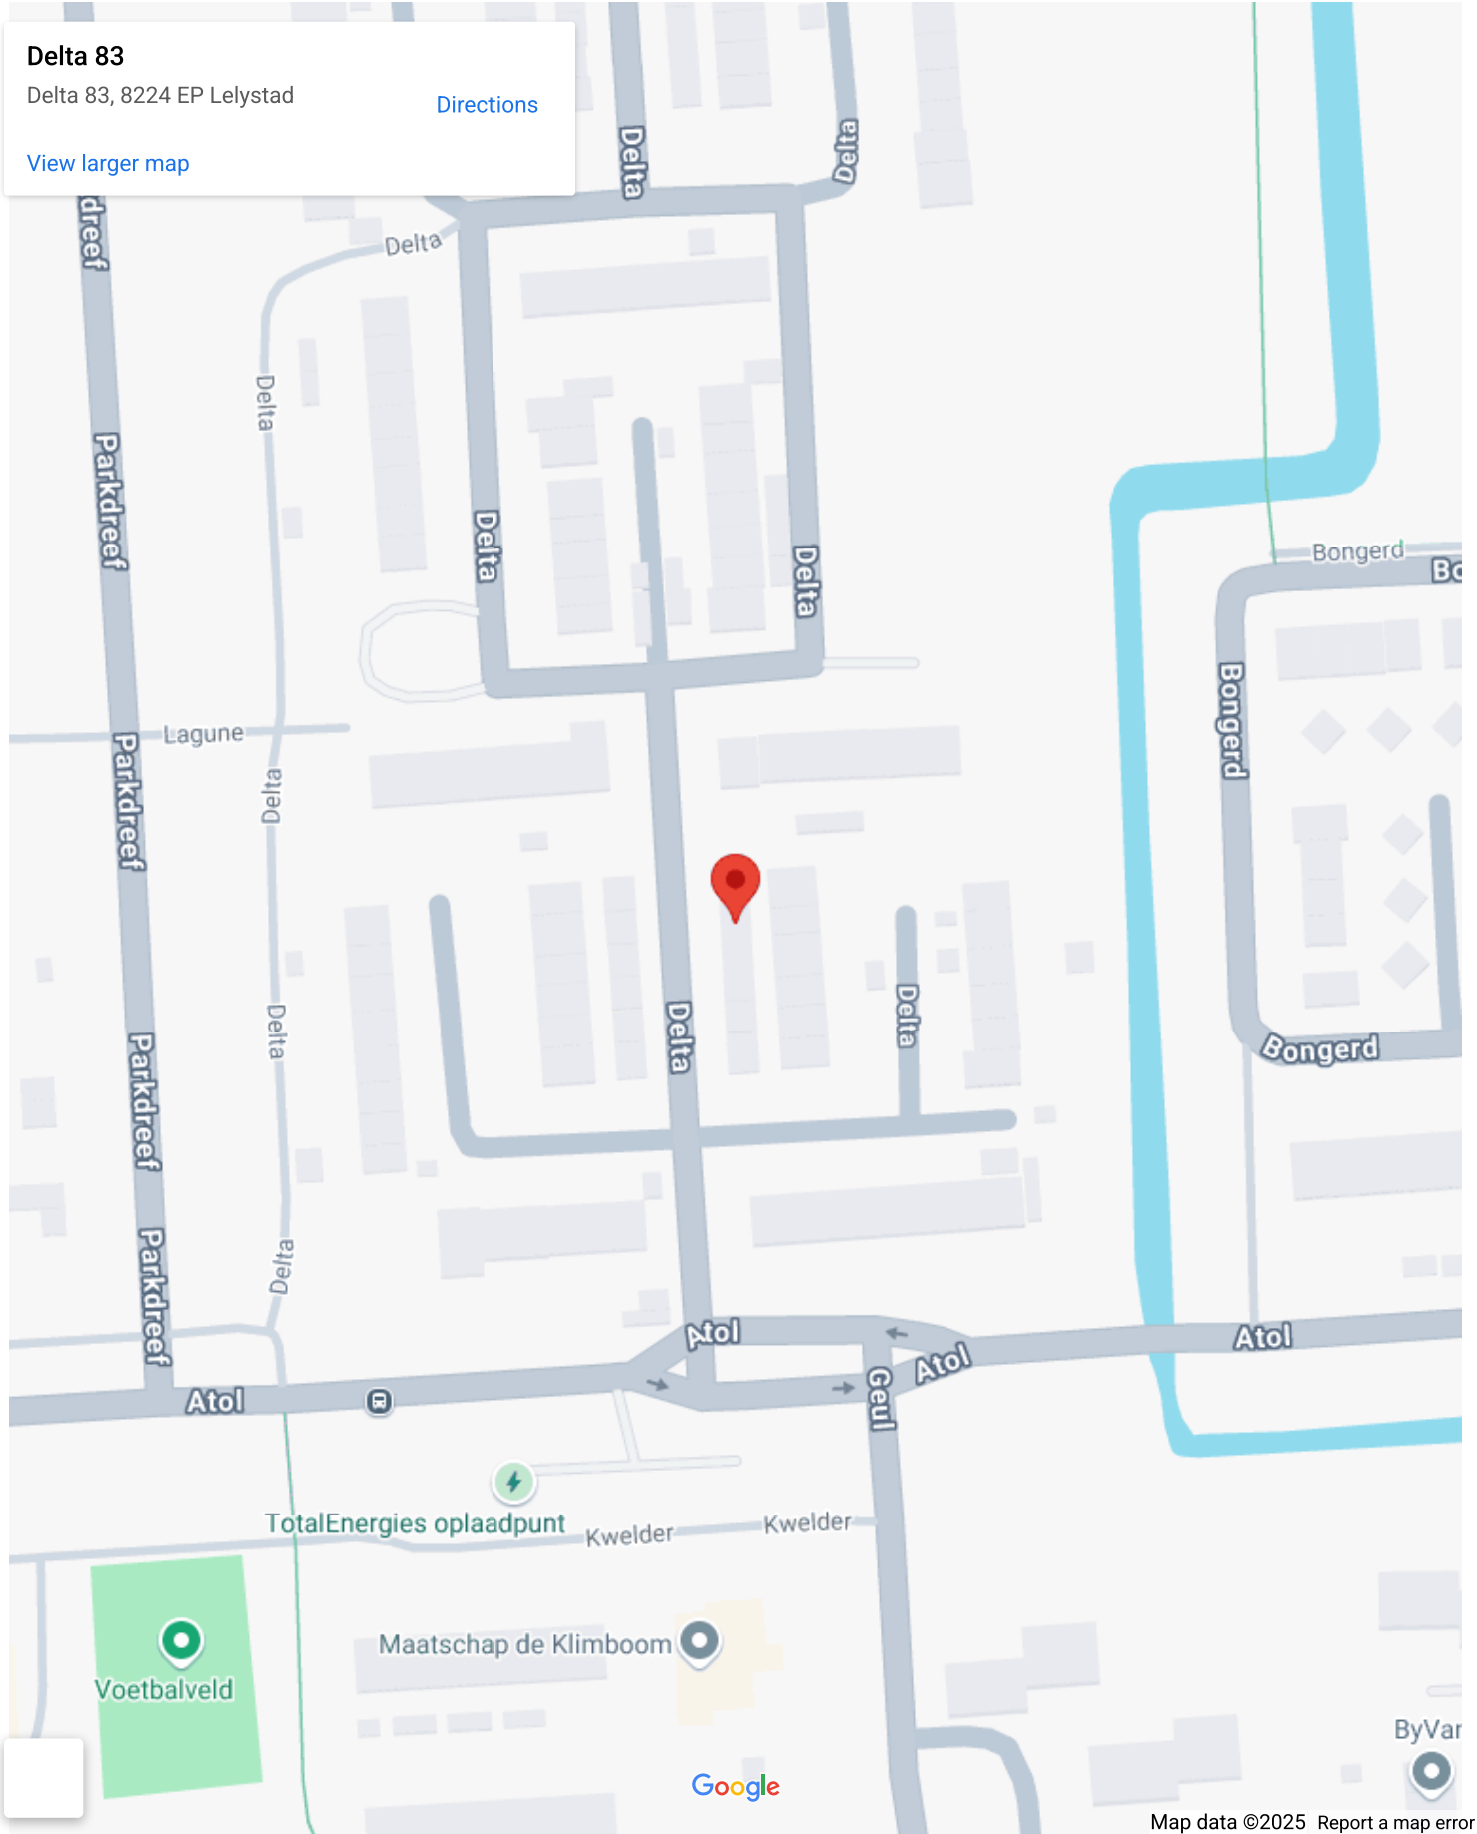 Delta 83
Delta 83, 8224 EP Lelystad
Directions
View larger map
Delta
Delta
dreef
Delta
Delta
Parkdreef
Delta
Delta
Bongerd
Bo
Bongerd
Lagune
Parkdreef
Delta
Delta
Delta
Delta
Bongerd
Parkdreef
Delta
Parkdreef
Atol
Atol
Atol
Atol
Geul
TotalEnergies oplaadpunt
Kwelder
Kwelder
Maatschap de Klimboom
Voetbalveld
ByVar
Google
Map data ©2025
Report a map error